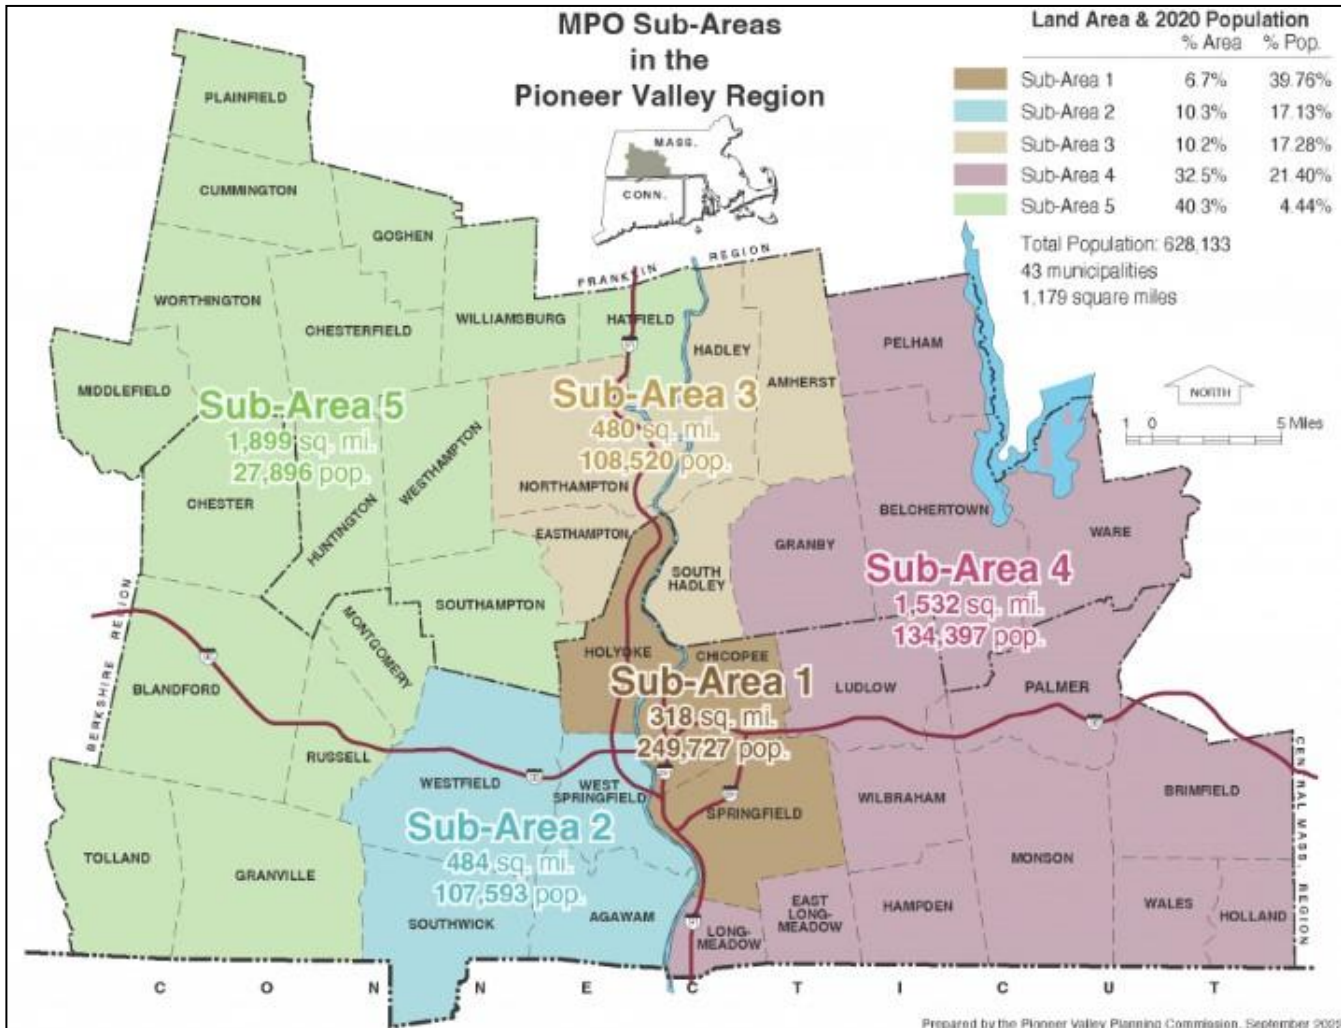 MPO Sub-Areas
in the
Pioneer Valley Region
Land Area & 2020 Population
% Area % Pop.
Sub-Area 1 6.7% 39.76%
Sub-Area 2 10.3% 17.13%
Sub-Area 3 10.2% 17.28%
Sub-Area 4 32.5% 21.40%
Sub-Area 5 40.3% 4.44%
Total Population: 628,133
43 municipalities
1,179 square miles
MASS.
CONN.
NORTH
1 0 5 Miles
FRANKLIN REGION
BERKSHIRE REGION
CENTRAL MASS. REGION
PLAINFIELD
CUMMINGTON
GOSHEN
WORTHINGTON
CHESTERFIELD
WILLIAMSBURG
HATFIELD
HADLEY
AMHERST
PELHAM
MIDDLEFIELD
Sub-Area 5
1,899 sq. mi.
27,896 pop.
Sub-Area 3
480 sq. mi.
108,520 pop.
CHESTER
HUNTINGTON
WESTHAMPTON
NORTHAMPTON
EASTHAMPTON
SOUTH
HADLEY
GRANBY
BELCHERTOWN
WARE
Sub-Area 4
1,532 sq. mi.
134,397 pop.
SOUTHAMPTON
MONTGOMERY
HOLYOKE
CHICOPEE
LUDLOW
PALMER
Sub-Area 1
318 sq. mi.
249,727 pop.
BLANDFORD
RUSSELL
WESTFIELD
WEST
SPRINGFIELD
SPRINGFIELD
WILBRAHAM
BRIMFIELD
Sub-Area 2
484 sq. mi.
107,593 pop.
TOLLAND
GRANVILLE
SOUTHWICK
AGAWAM
LONG-
MEADOW
EAST
LONG-
MEADOW
HAMPDEN
MONSON
WALES
HOLLAND
C O N N E C T I C U T
Prepared by the Pioneer Valley Planning Commission, September